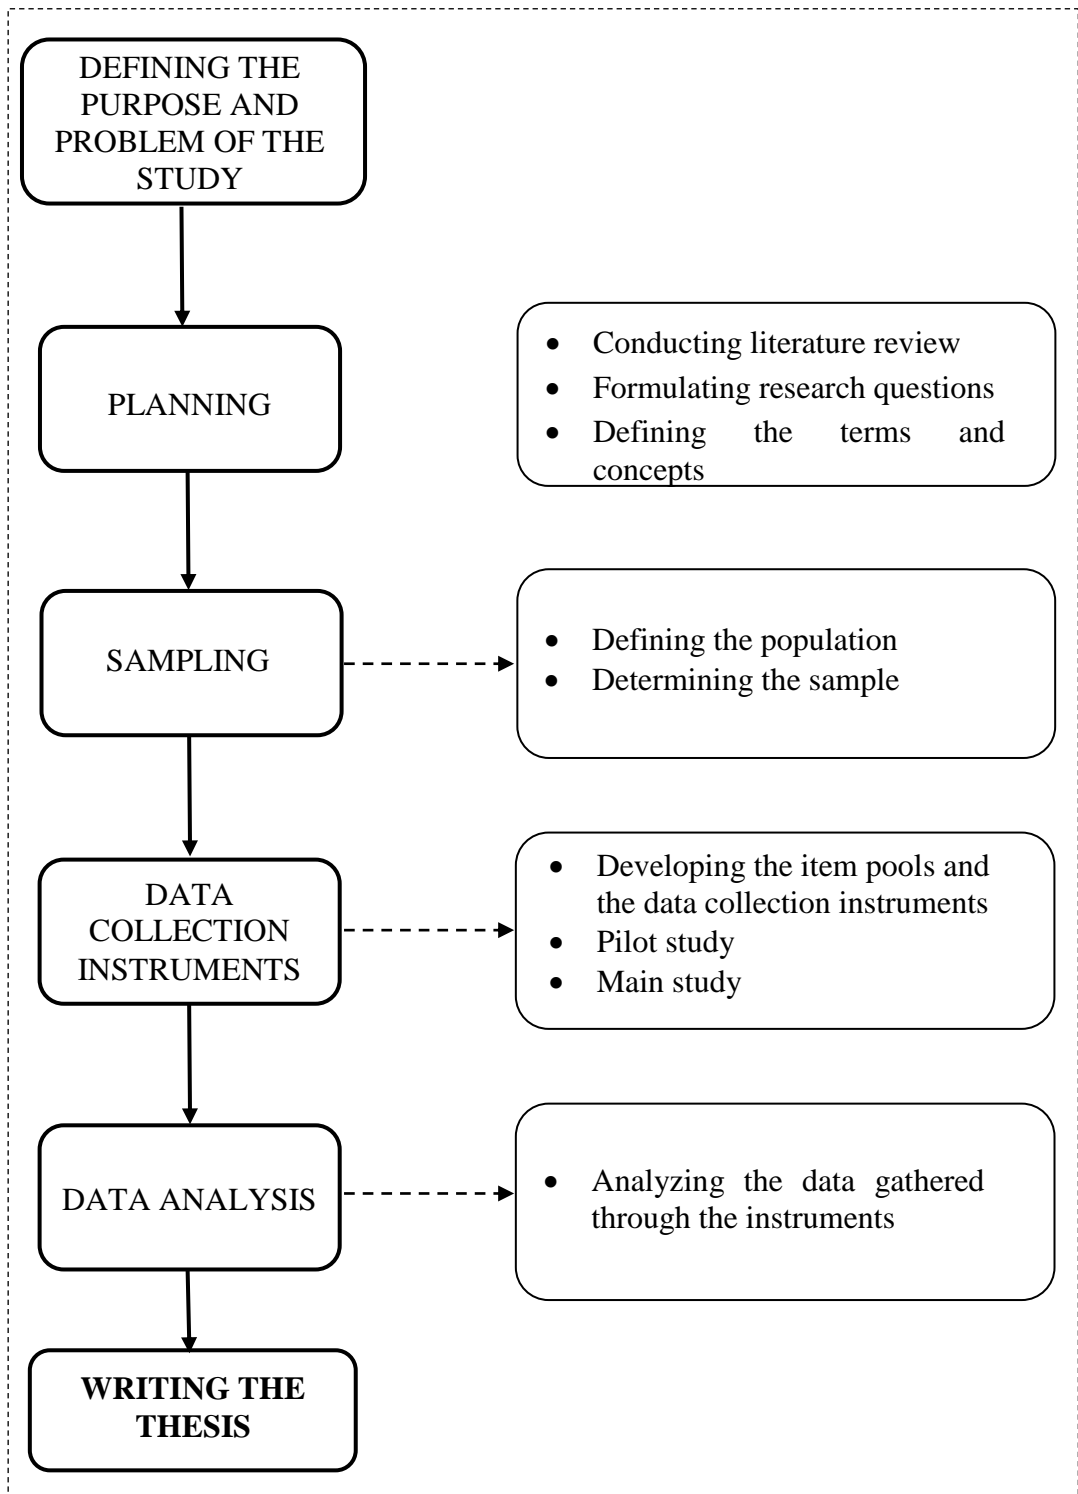 DEFINING THE
PURPOSE AND
PROBLEM OF THE
STUDY
PLANNING
• Conducting literature review
• Formulating research questions
• Defining the terms and
concepts
SAMPLING
• Defining the population
• Determining the sample
DATA
COLLECTION
INSTRUMENTS
• Developing the item pools and
the data collection instruments
• Pilot study
• Main study
DATA ANALYSIS
• Analyzing the data gathered
through the instruments
WRITING THE
THESIS